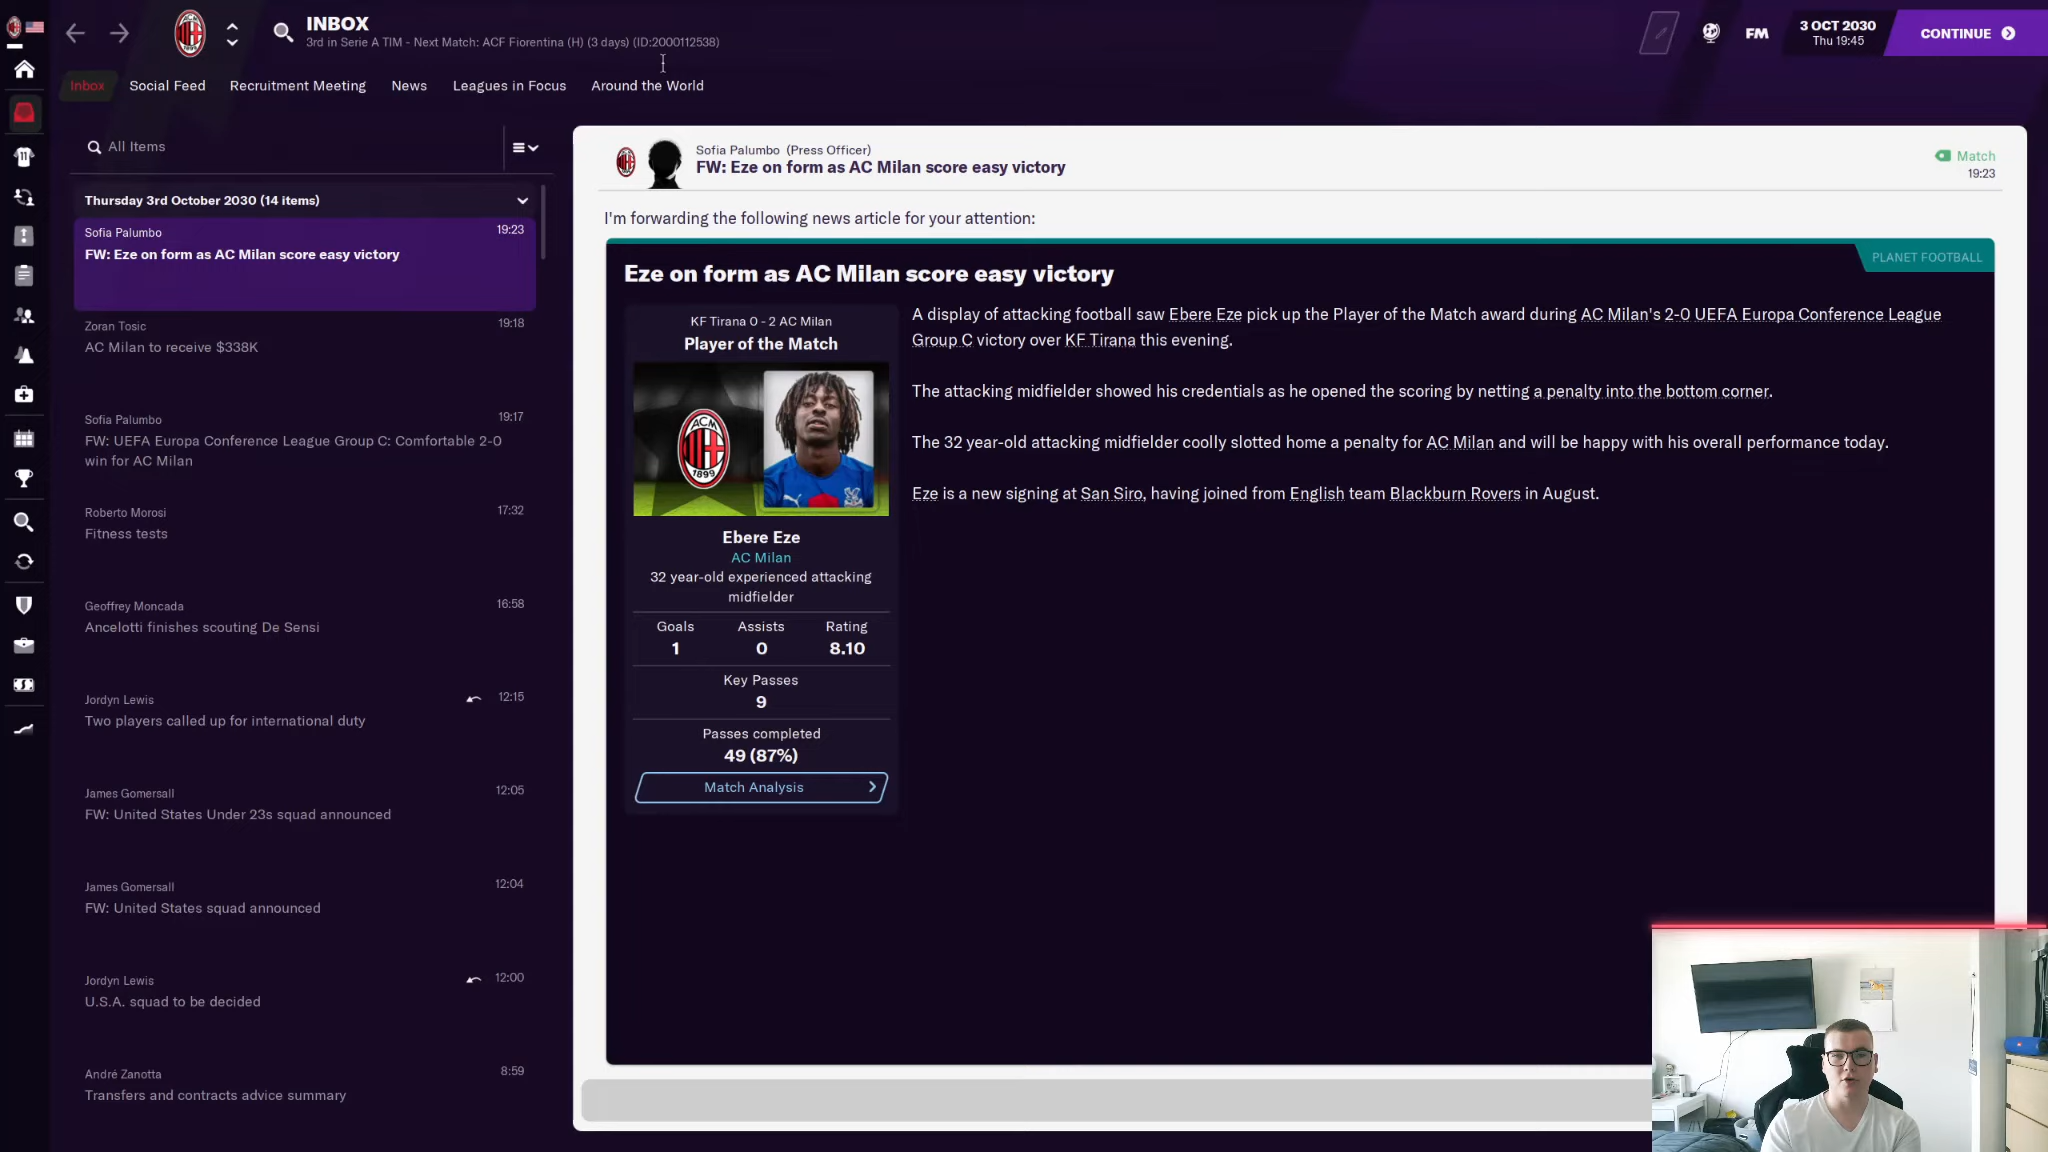 INBOX
3rd in Serie A TIM - Next Match: ACF Fiorentina (H) (3 days) (ID:2000112538)
FM
3 OCT 2030
Thu 19:45
CONTINUE
Inbox
Social Feed
Recruitment Meeting
News
Leagues in Focus
Around the World
All Items
Thursday 3rd October 2030 (14 items)
Sofia Palumbo 19:23
FW: Eze on form as AC Milan score easy victory
Zoran Tosic 19:18
AC Milan to receive $338K
Sofia Palumbo 19:17
FW: UEFA Europa Conference League Group C: Comfortable 2-0
win for AC Milan
Roberto Morosi 17:32
Fitness tests
Geoffrey Moncada 16:58
Ancelotti finishes scouting De Sensi
Jordyn Lewis 12:15
Two players called up for international duty
James Gomersall 12:05
FW: United States Under 23s squad announced
James Gomersall 12:04
FW: United States squad announced
Jordyn Lewis 12:00
U.S.A. squad to be decided
André Zanotta 8:59
Transfers and contracts advice summary
Sofia Palumbo (Press Officer)
FW: Eze on form as AC Milan score easy victory
Match
19:23
I'm forwarding the following news article for your attention:
PLANET FOOTBALL
Eze on form as AC Milan score easy victory
KF Tirana 0 - 2 AC Milan
Player of the Match
ACM
1899
Ebere Eze
AC Milan
32 year-old experienced attacking
midfielder
Goals Assists Rating
1 0 8.10
Key Passes
9
Passes completed
49 (87%)
Match Analysis
A display of attacking football saw Ebere Eze pick up the Player of the Match award during AC Milan's 2-0 UEFA Europa Conference League
Group C victory over KF Tirana this evening.
The attacking midfielder showed his credentials as he opened the scoring by netting a penalty into the bottom corner.
The 32 year-old attacking midfielder coolly slotted home a penalty for AC Milan and will be happy with his overall performance today.
Eze is a new signing at San Siro, having joined from English team Blackburn Rovers in August.